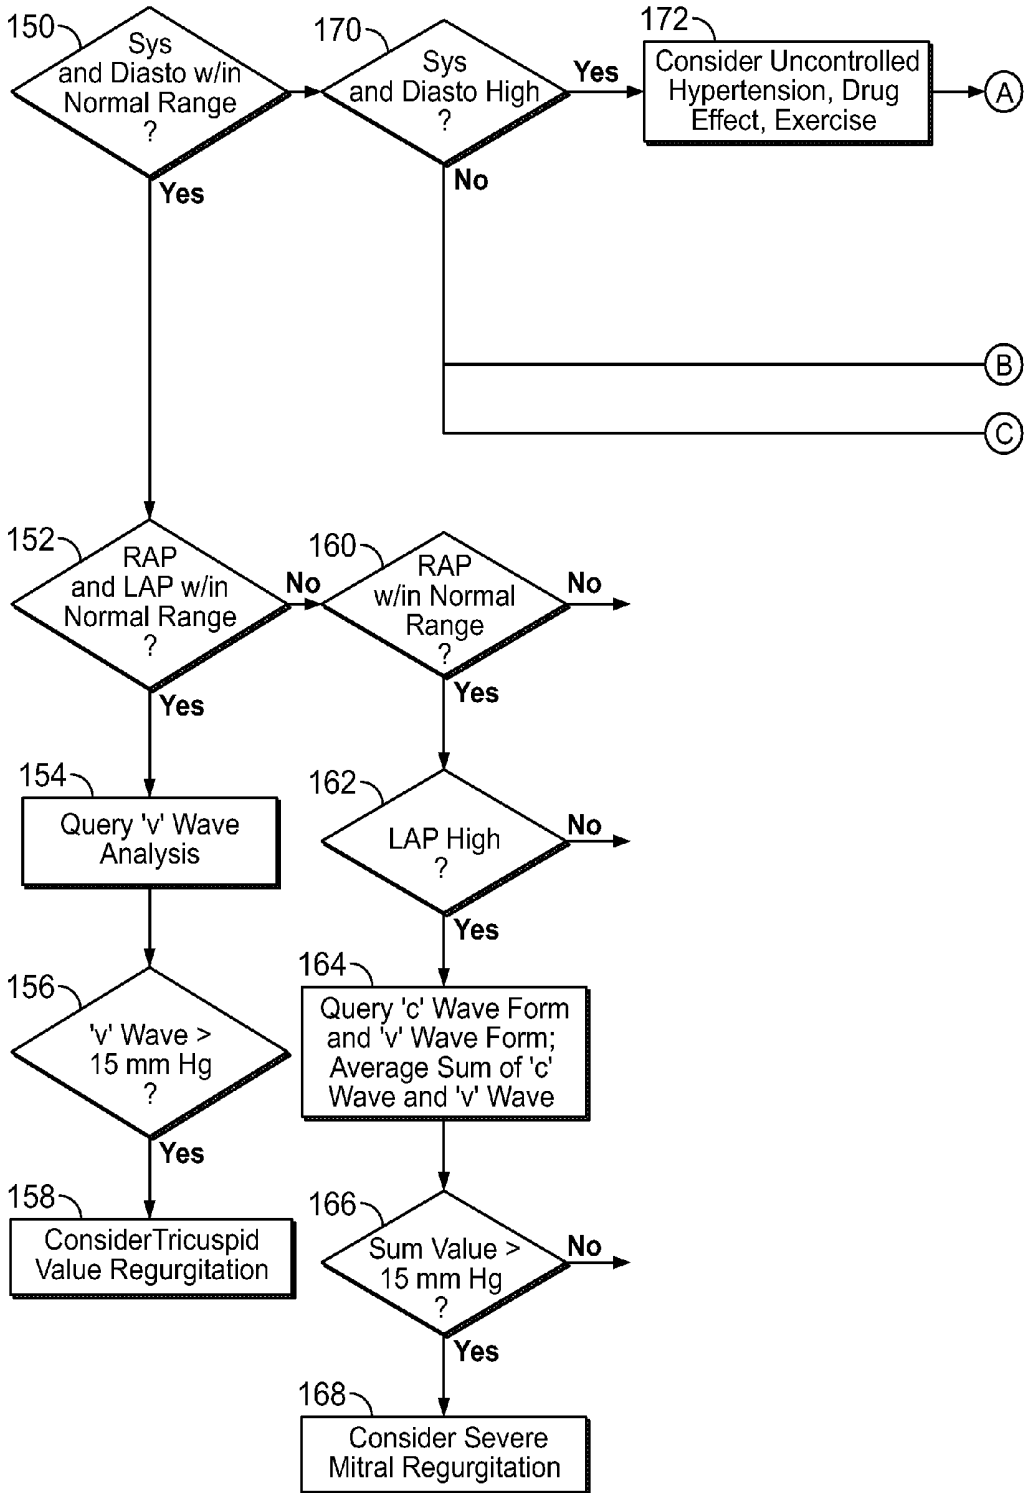 150
Sys
and Diasto w/in
Normal Range
?
Yes
170
Sys
and Diasto High
?
Yes
No
172
Consider Uncontrolled
Hypertension, Drug
Effect, Exercise
A
B
C
152
RAP
and LAP w/in
Normal Range
?
No
Yes
160
RAP
w/in Normal
Range
?
No
Yes
154
Query 'v' Wave
Analysis
162
LAP High
?
No
Yes
156
'v' Wave >
15 mm Hg
?
Yes
164
Query 'c' Wave Form
and 'v' Wave Form;
Average Sum of 'c'
Wave and 'v' Wave
158
ConsiderTricuspid
Value Regurgitation
166
Sum Value >
15 mm Hg
?
No
Yes
168
Consider Severe
Mitral Regurgitation